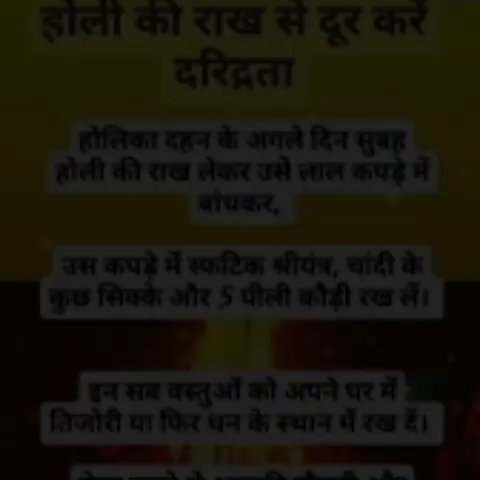 होली की राख से दूर करें
दरिद्रता
होलिका दहन के अगले दिन सुबह
होली की राख लेकर उसे लाल कपड़े में
बांधकर,
उस कपड़े में स्फटिक श्रीयंत्र, चांदी के
कुछ सिक्के और 5 पीली कौड़ी रख लें।
इन सब वस्तुओं को अपने घर में
तिजोरी या फिर धन के स्थान में रख दें।